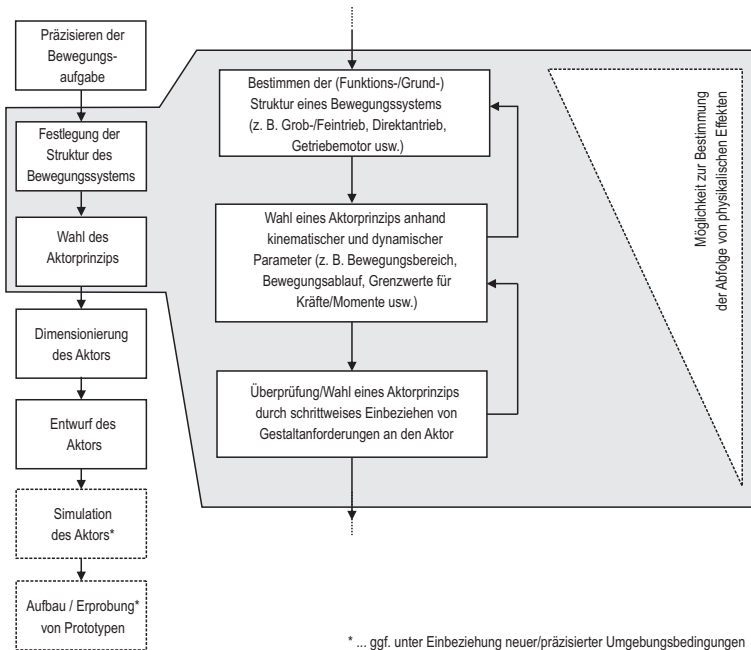 Präzisieren der
Bewegungs-
aufgabe
Festlegung der
Struktur des
Bewegungssystems
Wahl des
Aktorprinzips
Dimensionierung
des Aktors
Entwurf des
Aktors
Simulation
des Aktors*
Aufbau / Erprobung*
von Prototypen
Bestimmen der (Funktions-/Grund-)
Struktur eines Bewegungssystems
(z. B. Grob-/Feintrieb, Direktantrieb,
Getriebemotor usw.)
Wahl eines Aktorprinzips anhand
kinematischer und dynamischer
Parameter (z. B. Bewegungsbereich,
Bewegungsablauf, Grenzwerte für
Kräfte/Momente usw.)
Überprüfung/Wahl eines Aktorprinzips
durch schrittweises Einbeziehen von
Gestaltanforderungen an den Aktor
Möglichkeit zur Bestimmung
der Abfolge von physikalischen Effekten
* ... ggf. unter Einbeziehung neuer/präzisierter Umgebungsbedingungen